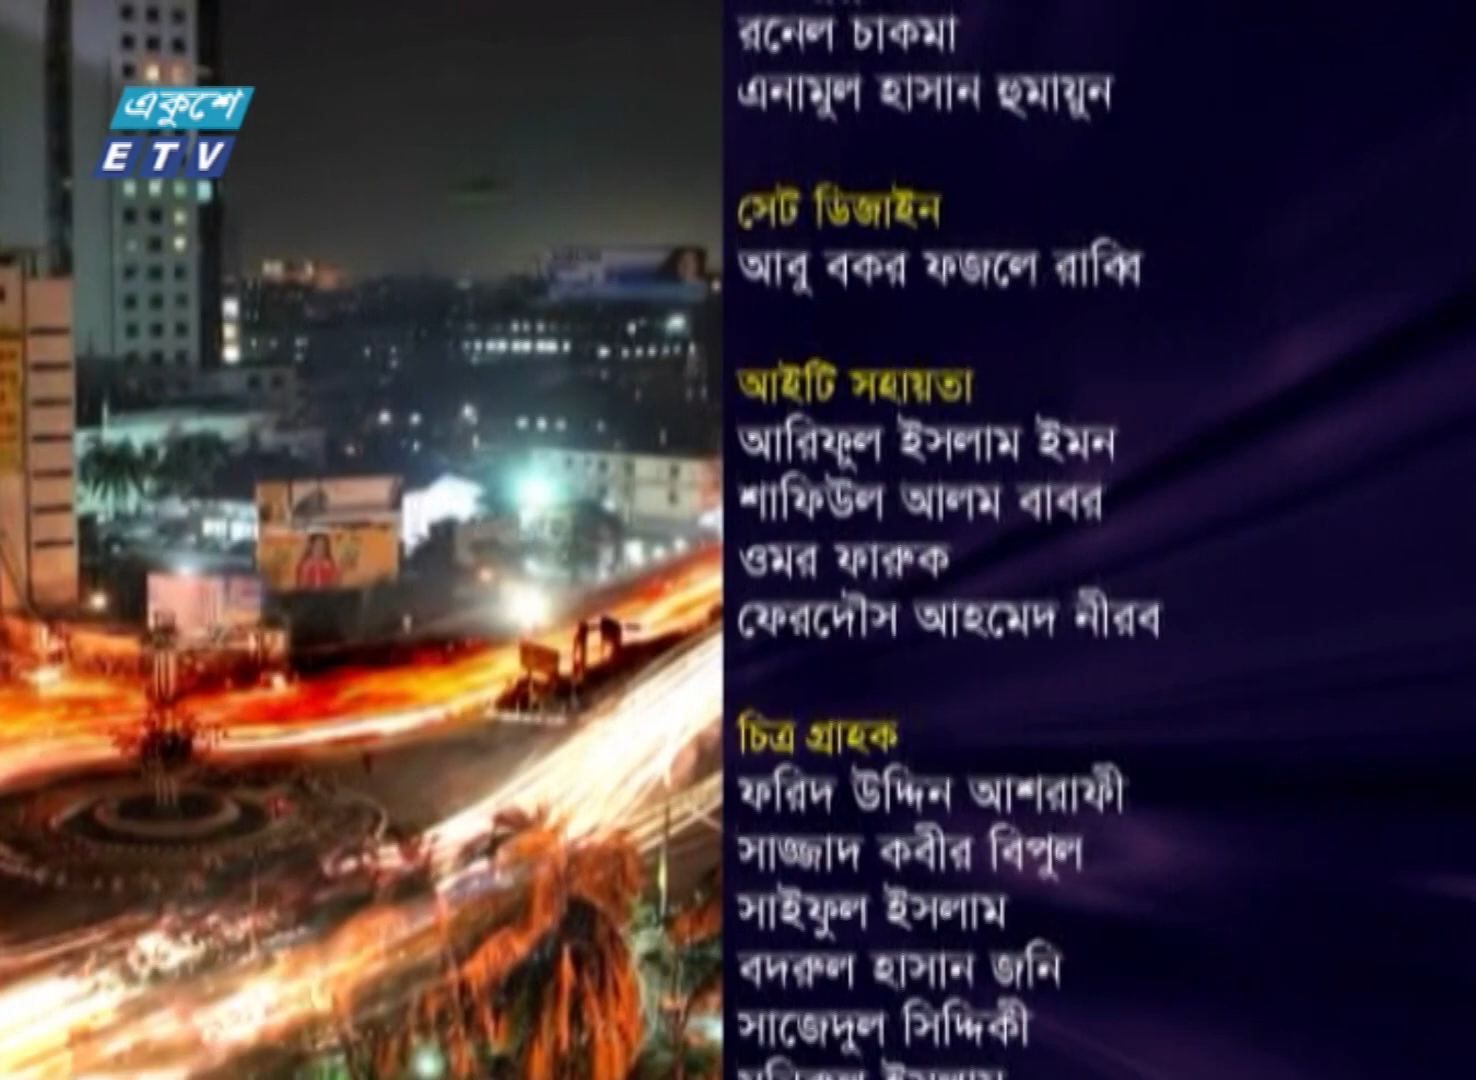 একুশে
ETV
রনেল চাকমা
এনামুল হাসান হুমায়ুন
সেট ডিজাইন
আবু বকর ফজলে রাব্বি
আইটি সহায়তা
আরিফুল ইসলাম ইমন
শাফিউল আলম বাবর
ওমর ফারুক
ফেরদৌস আহমেদ নীরব
চিত্র গ্রাহক
ফরিদ উদ্দিন আশরাফী
সাজ্জাদ কবীর বিপুল
সাইফুল ইসলাম
বদরুল হাসান জনি
সাজেদুল সিদ্দিকী